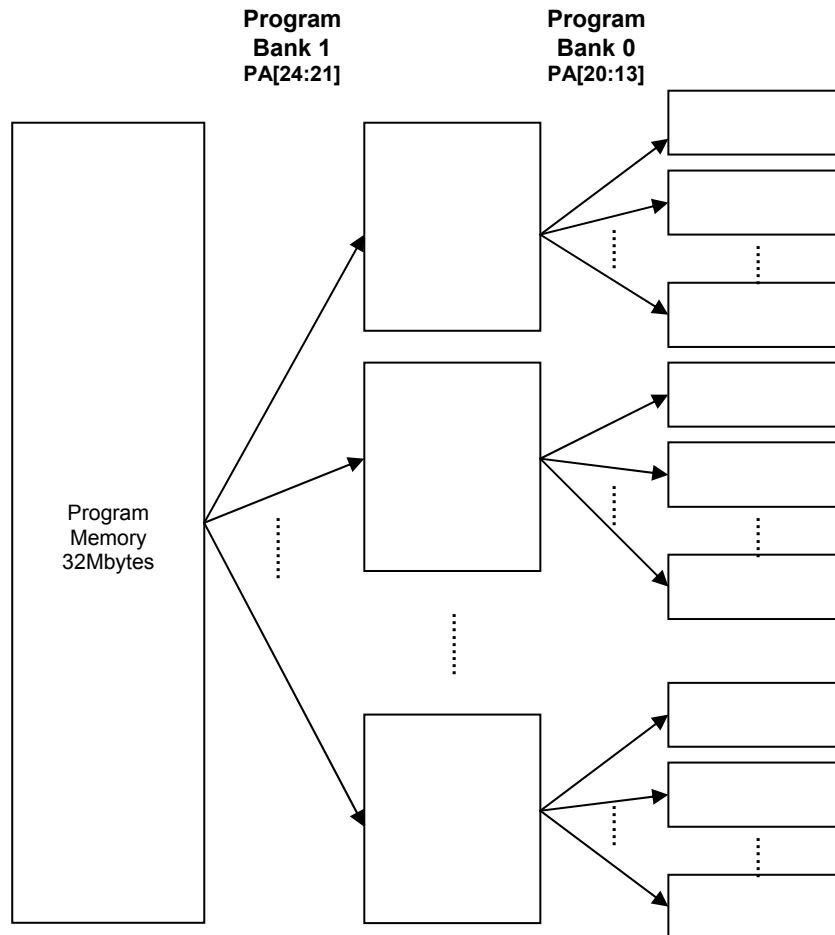 Program
Bank 1
PA[24:21]
Program
Bank 0
PA[20:13]
Program
Memory
32Mbytes